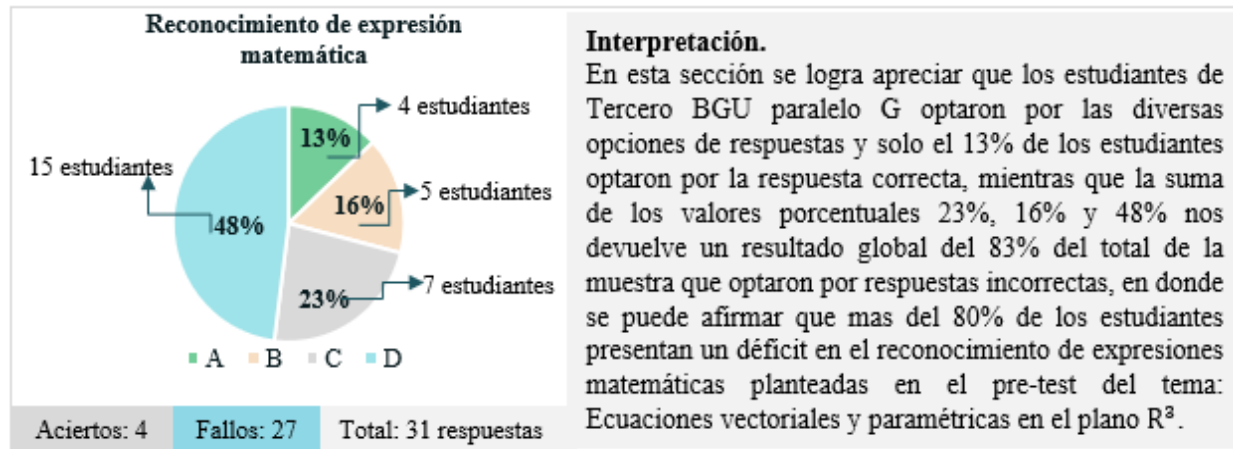 Reconocimiento de expresión
matemática
4 estudiantes
13%
15 estudiantes
16%
5 estudiantes
48%
23%
7 estudiantes
A B C D
Aciertos: 4 Fallos: 27 Total: 31 respuestas
Interpretación.
En esta sección se logra apreciar que los estudiantes de
Tercero BGU paralelo G optaron por las diversas
opciones de respuestas y solo el 13% de los estudiantes
optaron por la respuesta correcta, mientras que la suma
de los valores porcentuales 23%, 16% y 48% nos
devuelve un resultado global del 83% del total de la
muestra que optaron por respuestas incorrectas, en donde
se puede afirmar que mas del 80% de los estudiantes
presentan un déficit en el reconocimiento de expresiones
matemáticas planteadas en el pre-test del tema:
Ecuaciones vectoriales y paramétricas en el plano R³.